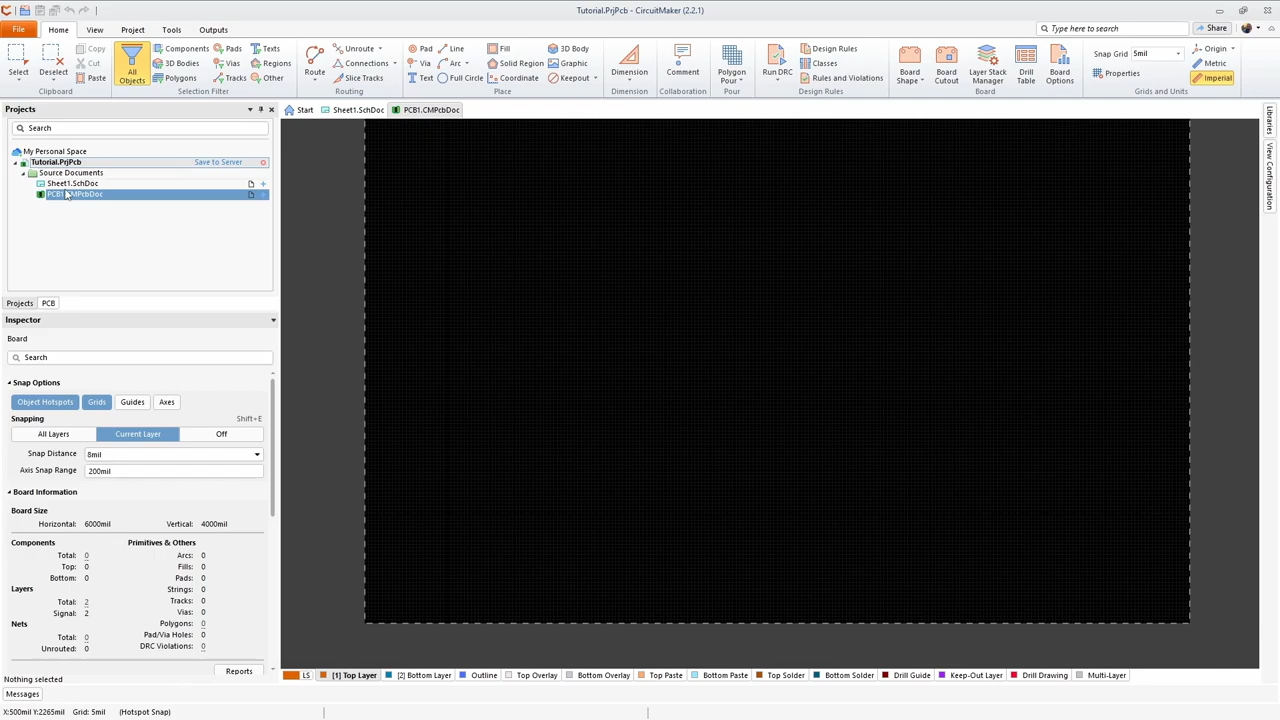 Tutorial.PrjPcb - CircuitMaker (2.2.1)
File Home View Project Tools Outputs Type here to search Share
Select Deselect Copy Cut Paste Clipboard
All Objects Components 3D Bodies Polygons Pads Vias Tracks Texts Regions Other Selection Filter
Route Unroute Connections Slide Tracks Routing
Pad Via Text Line Arc Full Circle Fill Solid Region Coordinate 3D Body Graphic Keepout Place
Dimension Dimension
Comment Collaboration
Polygon Pour Pour
Run DRC Design Rules Classes Rules and Violations Design Rules
Board Shape Board Cutout Layer Stack Manager Drill Table Board Options Board
Snap Grid 5mil Properties Origin Metric Imperial Grids and Units
Projects
Start Sheet1.SchDoc PCB1.CMPcbDoc
Search
My Personal Space
Tutorial.PrjPcb Save to Server
Source Documents
Sheet1.SchDoc
PCB1.CMPcbDoc
Projects PCB
Inspector
Board
Search
Snap Options
Object Hotspots Grids Guides Axes
Snapping Shift+E
All Layers Current Layer Off
Snap Distance 8mil
Axis Snap Range 200mil
Board Information
Board Size
Horizontal: 6000mil Vertical: 4000mil
Components Primitives & Others
Total: 0 Arcs: 0
Top: 0 Fills: 0
Bottom: 0 Pads: 0
Layers Strings: 0
Total: 2 Tracks: 0
Signal: 2 Vias: 0
Nets Polygons: 0
Total: 0 Pad/Via Holes: 0
Unrouted: 0 DRC Violations: 0
Reports
Nothing selected
LS [1] Top Layer [2] Bottom Layer Outline Top Overlay Bottom Overlay Top Paste Bottom Paste Top Solder Bottom Solder Drill Guide Keep-Out Layer Drill Drawing Multi-Layer
Messages
X:500mil Y:2265mil Grid: 5mil (Hotspot Snap)
Libraries
View Configuration